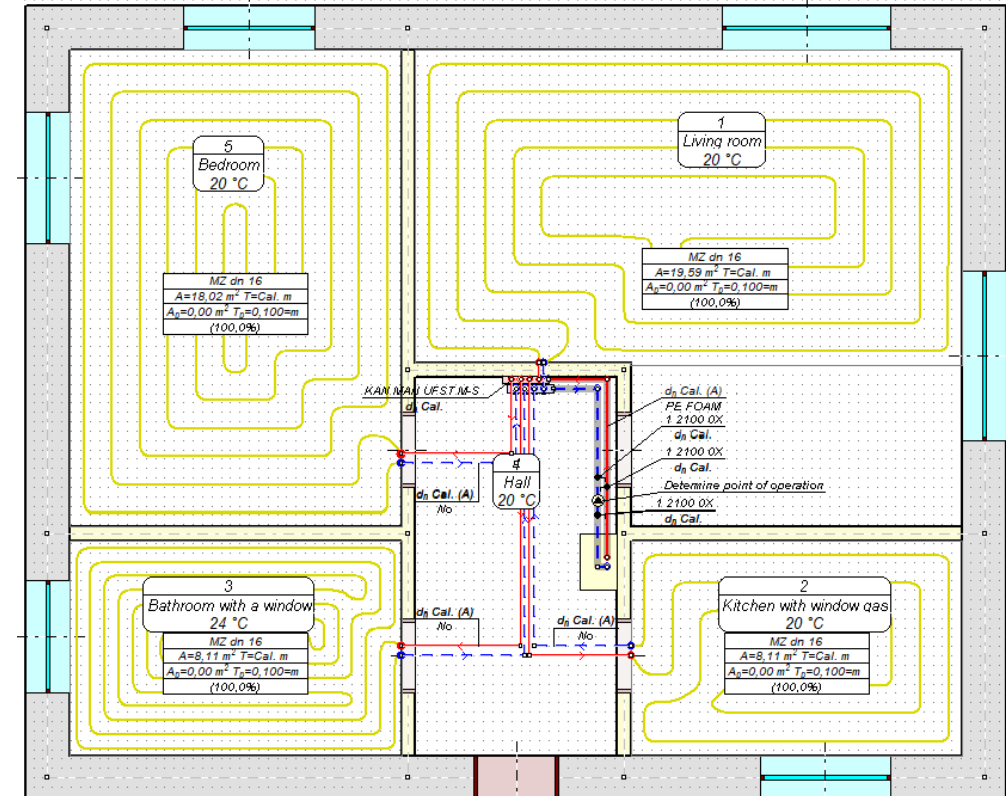 5
Bedroom
20 °C
MZ dn 16
A=18,02 m² T=Cal. m
A₀=0,00 m² T₀=0,100=m
(100,0%)
1
Living room
20 °C
MZ dn 16
A=19,59 m² T=Cal. m
A₀=0,00 m² T₀=0,100=m
(100,0%)
KAN MAN UFST M-S
dₙ Cal.
dₙ Cal. (A)
PE FOAM
1 2100 0X
dₙ Cal.
1 2100 0X
dₙ Cal.
Determine point of operation
1 2100 0X
dₙ Cal.
4
Hall
20 °C
dₙ Cal. (A)
No
3
Bathroom with a window
24 °C
MZ dn 16
A=8,11 m² T=Cal. m
A₀=0,00 m² T₀=0,100=m
(100,0%)
dₙ Cal. (A)
No
dₙ Cal. (A)
No
2
Kitchen with window gas
20 °C
MZ dn 16
A=8,11 m² T=Cal. m
A₀=0,00 m² T₀=0,100=m
(100,0%)